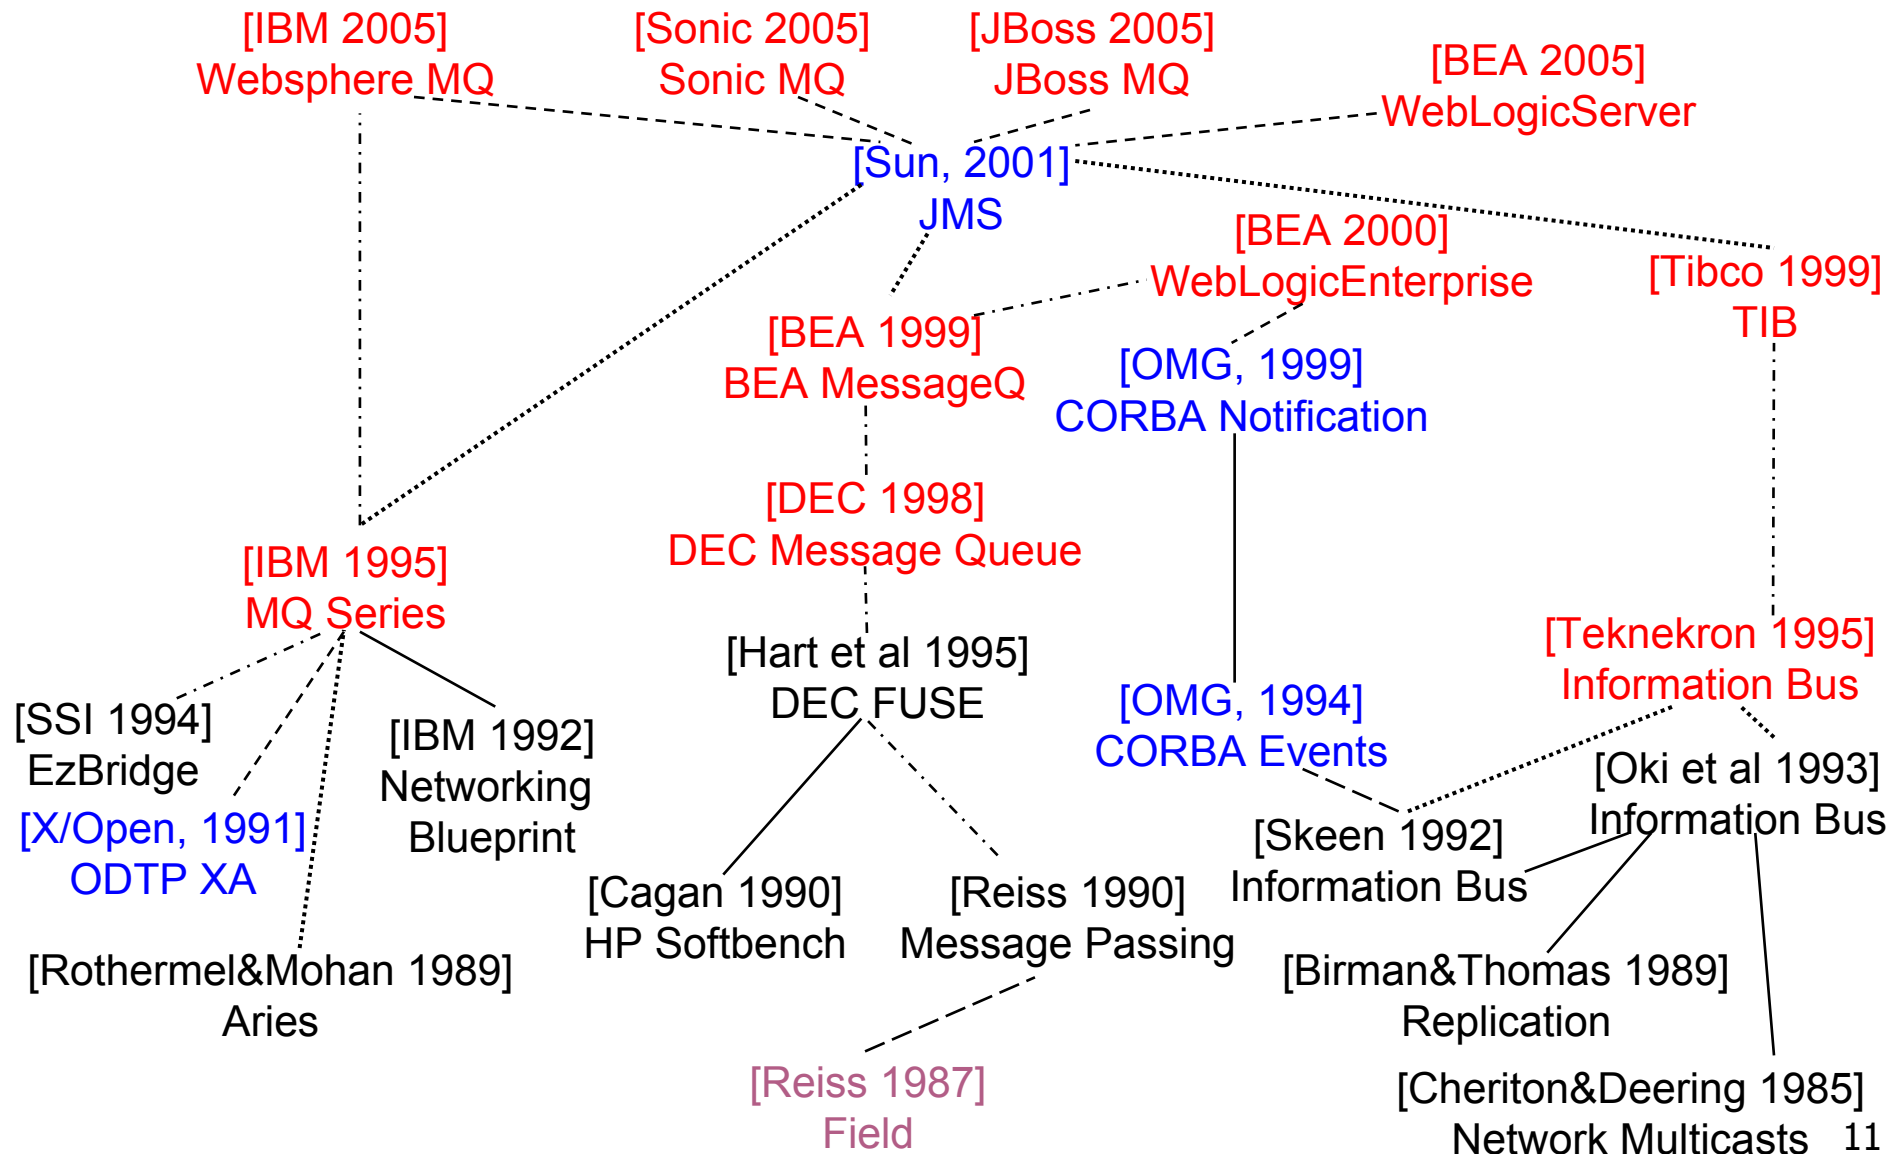 [IBM 2005]
Websphere MQ
[Sonic 2005]
Sonic MQ
[JBoss 2005]
JBoss MQ
[BEA 2005]
WebLogicServer
[Sun, 2001]
JMS
[BEA 2000]
WebLogicEnterprise
[Tibco 1999]
TIB
[BEA 1999]
BEA MessageQ
[OMG, 1999]
CORBA Notification
[DEC 1998]
DEC Message Queue
[IBM 1995]
MQ Series
[Hart et al 1995]
DEC FUSE
[Teknekron 1995]
Information Bus
[SSI 1994]
EzBridge
[IBM 1992]
Networking
Blueprint
[OMG, 1994]
CORBA Events
[Oki et al 1993]
Information Bus
[X/Open, 1991]
ODTP XA
[Skeen 1992]
Information Bus
[Cagan 1990]
HP Softbench
[Reiss 1990]
Message Passing
[Rothermel&Mohan 1989]
Aries
[Birman&Thomas 1989]
Replication
[Reiss 1987]
Field
[Cheriton&Deering 1985]
Network Multicasts
11